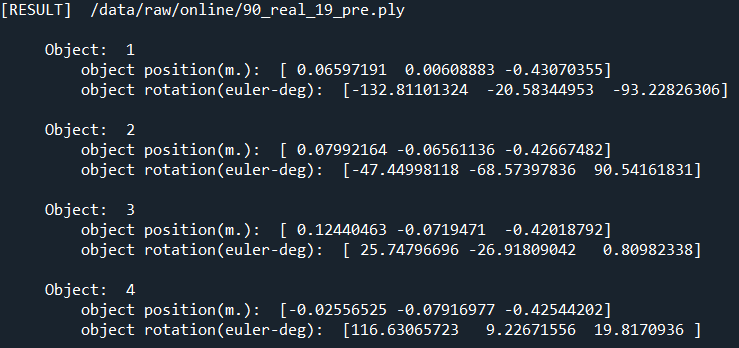 [RESULT]  /data/raw/online/90_real_19_pre.ply
Object:  1
object position(m.):  [ 0.06597191  0.00608883 -0.43070355]
object rotation(euler-deg):  [-132.81101324  -20.58344953  -93.22826306]
Object:  2
object position(m.):  [ 0.07992164 -0.06561136 -0.42667482]
object rotation(euler-deg):  [-47.44998118 -68.57397836  90.54161831]
Object:  3
object position(m.):  [ 0.12440463 -0.0719471  -0.42018792]
object rotation(euler-deg):  [ 25.74796696 -26.91809042   0.80982338]
Object:  4
object position(m.):  [-0.02556525 -0.07916977 -0.42544202]
object rotation(euler-deg):  [116.63065723   9.22671556  19.8170936 ]